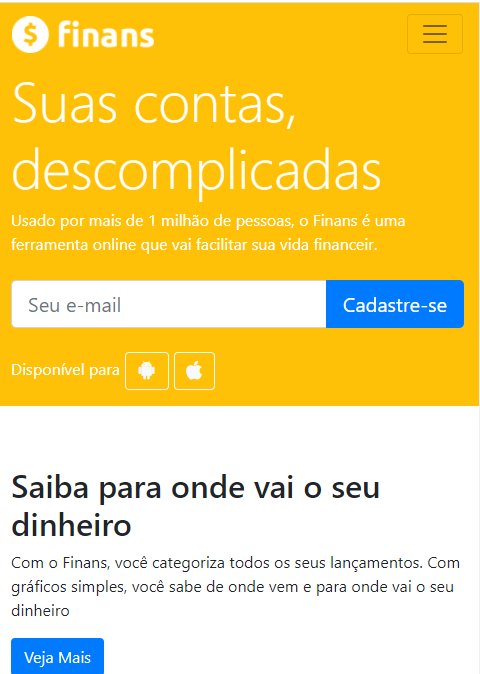 $ finans
Suas contas,
descomplicadas
Usado por mais de 1 milhão de pessoas, o Finans é uma
ferramenta online que vai facilitar sua vida financeir.
Seu e-mail
Cadastre-se
Disponível para
Saiba para onde vai o seu
dinheiro
Com o Finans, você categoriza todos os seus lançamentos. Com
gráficos simples, você sabe de onde vem e para onde vai o seu
dinheiro
Veja Mais